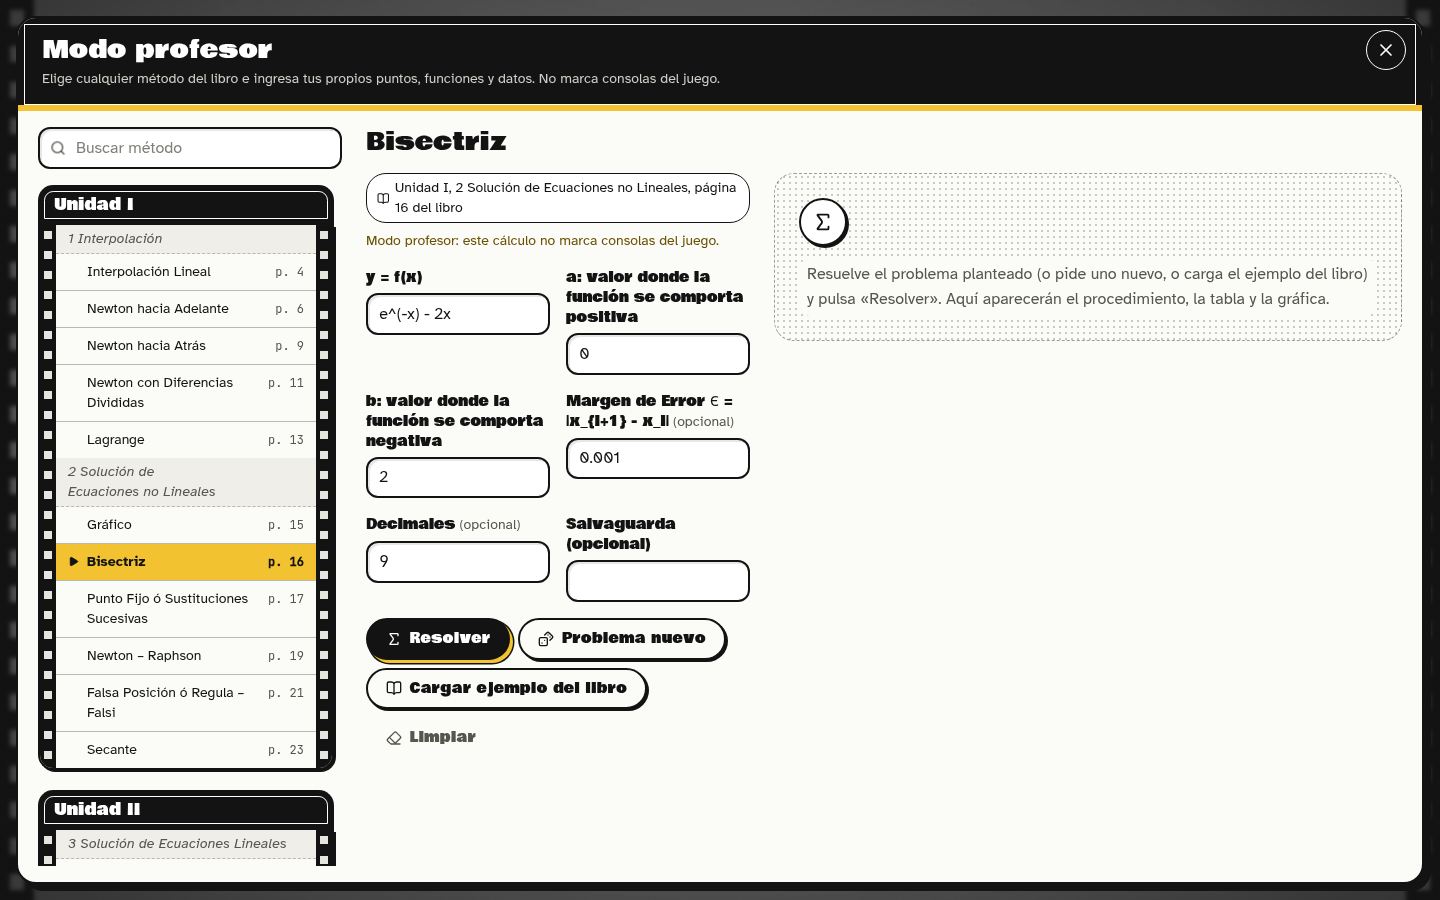 Modo profesor
Elige cualquier método del libro e ingresa tus propios puntos, funciones y datos. No marca consolas del juego.
Buscar método
Unidad I
1 Interpolación
Interpolación Lineal p. 4
Newton hacia Adelante p. 6
Newton hacia Atrás p. 9
Newton con Diferencias p. 11
Divididas
Lagrange p. 13
2 Solución de
Ecuaciones no Lineales
Gráfico p. 15
Bisectriz p. 16
Punto Fijo ó Sustituciones p. 17
Sucesivas
Newton – Raphson p. 19
Falsa Posición ó Regula – p. 21
Falsi
Secante p. 23
Unidad II
3 Solución de Ecuaciones Lineales
Bisectriz
Unidad I, 2 Solución de Ecuaciones no Lineales, página
16 del libro
Modo profesor: este cálculo no marca consolas del juego.
y = f(x)
e^(-x) - 2x
a: valor donde la
función se comporta
positiva
0
b: valor donde la
función se comporta
negativa
2
Margen de Error ∈ =
|x_{i+1} - x_i| (opcional)
0.001
Decimales (opcional)
9
Salvaguarda
(opcional)
Σ Resolver
Problema nuevo
Cargar ejemplo del libro
Limpiar
Σ
Resuelve el problema planteado (o pide uno nuevo, o carga el ejemplo del libro)
y pulsa «Resolver». Aquí aparecerán el procedimiento, la tabla y la gráfica.